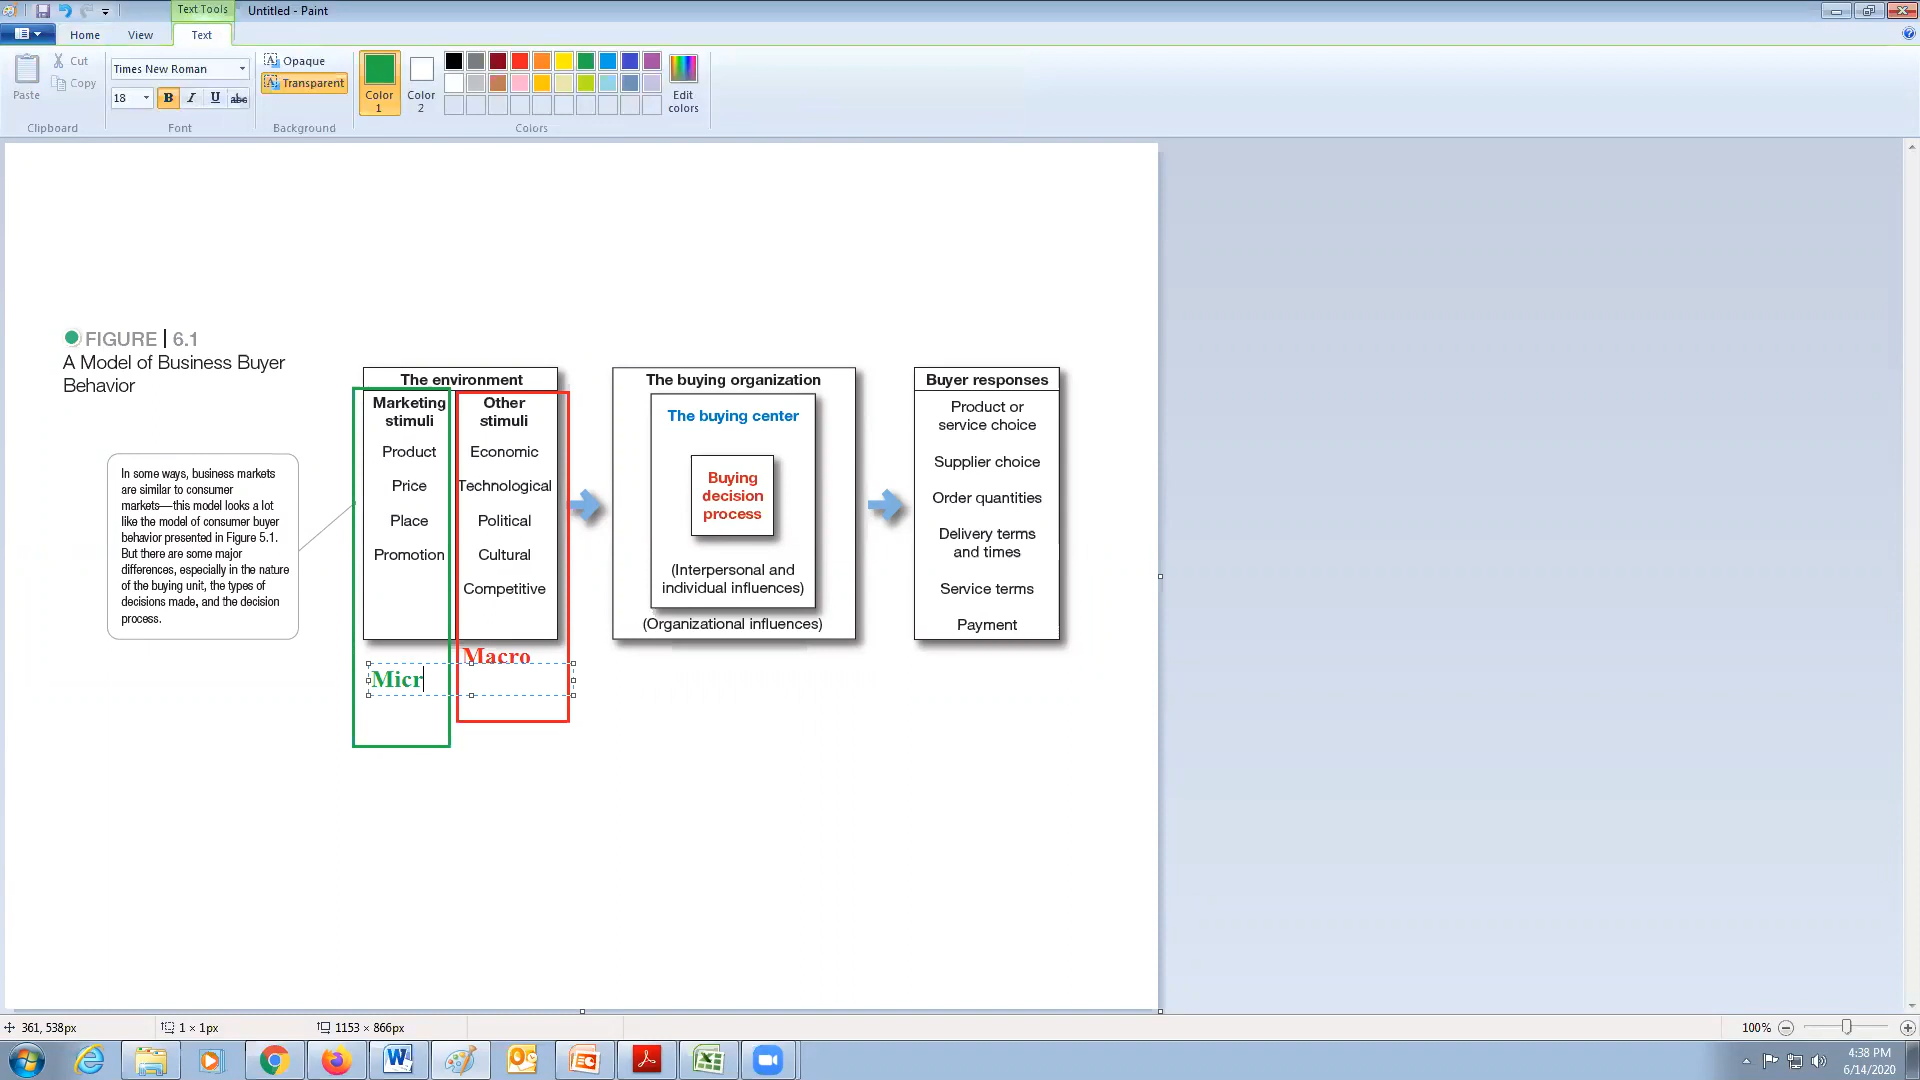 Text Tools
Untitled - Paint
Home
View
Text
Paste
Cut
Copy
Clipboard
Times New Roman
18
B
I
U
abc
Font
Opaque
Transparent
Background
Color
1
Color
2
Edit
colors
Colors
FIGURE | 6.1
A Model of Business Buyer
Behavior
In some ways, business markets
are similar to consumer
markets—this model looks a lot
like the model of consumer buyer
behavior presented in Figure 5.1.
But there are some major
differences, especially in the nature
of the buying unit, the types of
decisions made, and the decision
process.
The environment
Marketing
stimuli
Product
Price
Place
Promotion
Other
stimuli
Economic
Technological
Political
Cultural
Competitive
Macro
Micr
The buying organization
The buying center
Buying
decision
process
(Interpersonal and
individual influences)
(Organizational influences)
Buyer responses
Product or
service choice
Supplier choice
Order quantities
Delivery terms
and times
Service terms
Payment
361, 538px
1 × 1px
1153 × 866px
100%
4:38 PM
6/14/2020